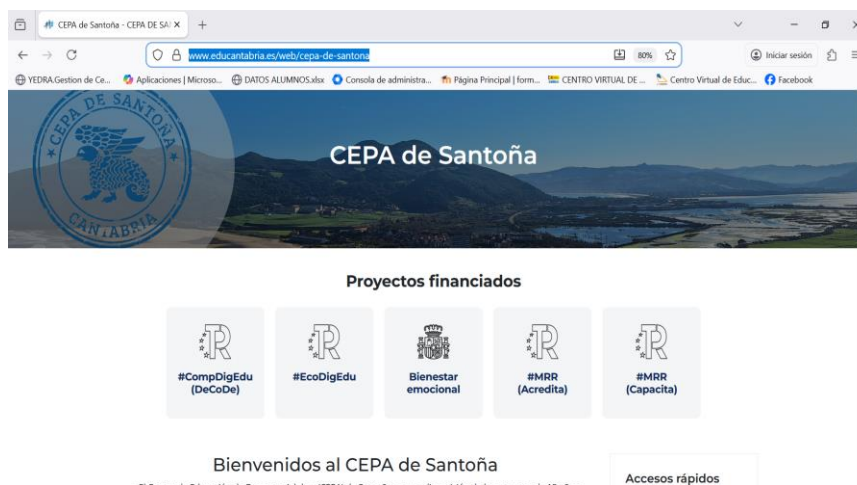 CEPA de Santoña - CEPA DE SA
www.educantabria.es/web/cepa-de-santona
80%
Iniciar sesión
YEDRA.Gestion de Ce...
Aplicaciones | Microso...
DATOS ALUMNOS.xlsx
Consola de administra...
Página Principal | form...
CENTRO VIRTUAL DE ...
Centro Virtual de Educ...
Facebook
CEPA DE SANTOÑA
CANTABRIA
CEPA de Santoña
Proyectos financiados
#CompDigEdu
(DeCoDe)
#EcoDigEdu
Bienestar
emocional
#MRR
(Acredita)
#MRR
(Capacita)
Bienvenidos al CEPA de Santoña
Accesos rápidos